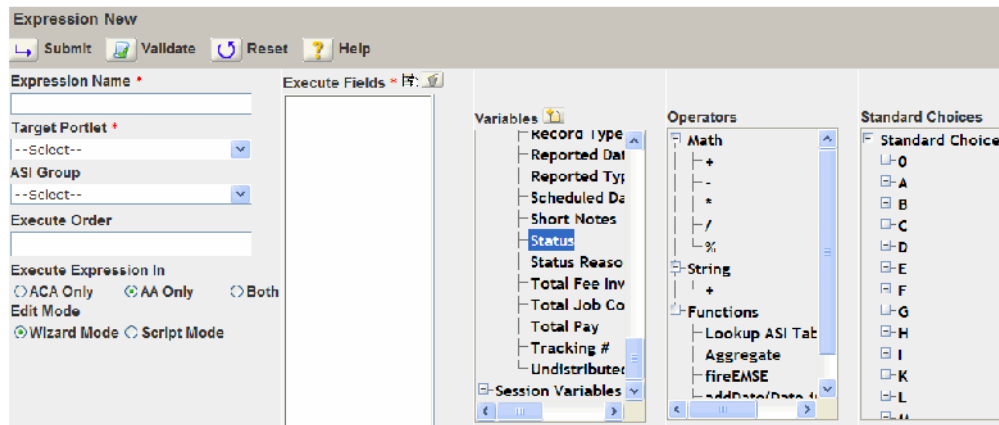 Expression New
Submit Validate Reset Help
Expression Name *
Target Portlet *
--Select--
ASI Group
--Select--
Execute Order
Execute Expression In
ACA Only AA Only Both
Edit Mode
Wizard Mode Script Mode
Execute Fields *
Variables
Record Type
Reported Dat
Reported Typ
Scheduled Da
Short Notes
Status
Status Reaso
Total Fee Inv
Total Job Co
Total Pay
Tracking #
Undistributed
Session Variables
Operators
Math
+
-
*
/
%
String
+
Functions
Lookup ASI Tab
Aggregate
fireEMSE
addDate(Date,i
Standard Choices
Standard Choice
0
A
B
C
D
E
F
G
H
I
K
L
M